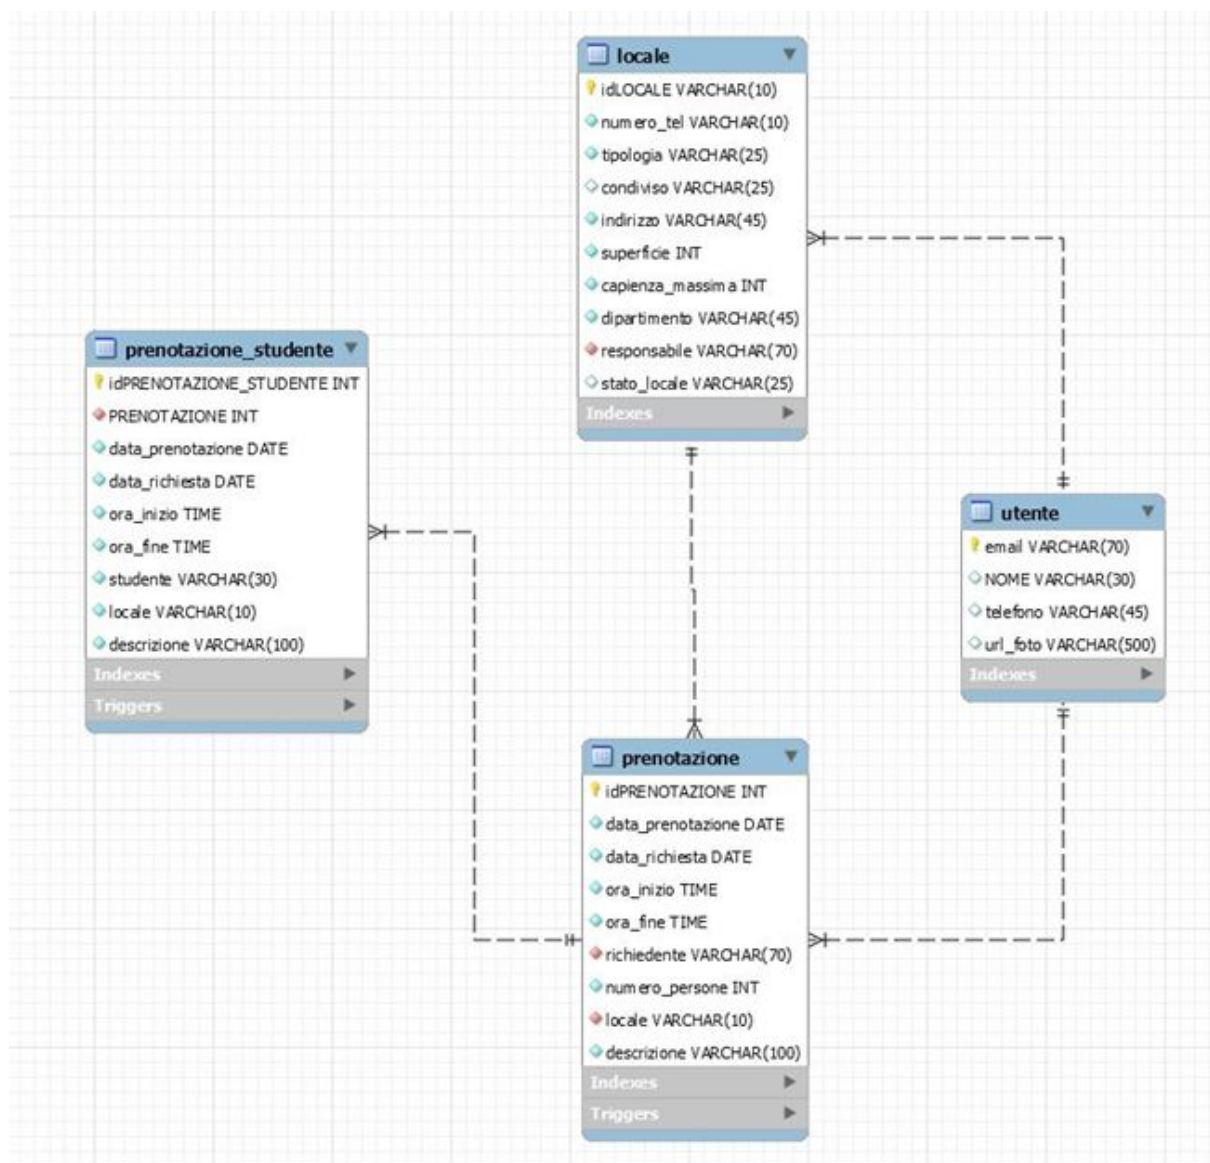 locale
idLOCALE VARCHAR(10)
numero_tel VARCHAR(10)
tipologia VARCHAR(25)
condiviso VARCHAR(25)
indirizzo VARCHAR(45)
superficie INT
capienza_massima INT
dipartimento VARCHAR(45)
responsabile VARCHAR(70)
stato_locale VARCHAR(25)
Indexes
prenotazione_studente
idPRENOTAZIONE_STUDENTE INT
PRENOTAZIONE INT
data_prenotazione DATE
data_richiesta DATE
ora_inizio TIME
ora_fine TIME
studente VARCHAR(30)
locale VARCHAR(10)
descrizione VARCHAR(100)
Indexes
Triggers
utente
email VARCHAR(70)
NOME VARCHAR(30)
telefono VARCHAR(45)
url_foto VARCHAR(500)
Indexes
prenotazione
idPRENOTAZIONE INT
data_prenotazione DATE
data_richiesta DATE
ora_inizio TIME
ora_fine TIME
richiedente VARCHAR(70)
numero_persone INT
locale VARCHAR(10)
descrizione VARCHAR(100)
Indexes
Triggers